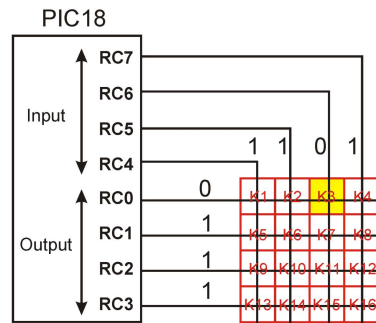 PIC18
RC7
RC6
Input
RC5
1 1 0 1
RC4
RC0
0
K1 K2 K3 K4
Output
RC1
1
K5 K6 K7 K8
RC2
1
K9 K10 K11 K12
RC3
1
K13 K14 K15 K16